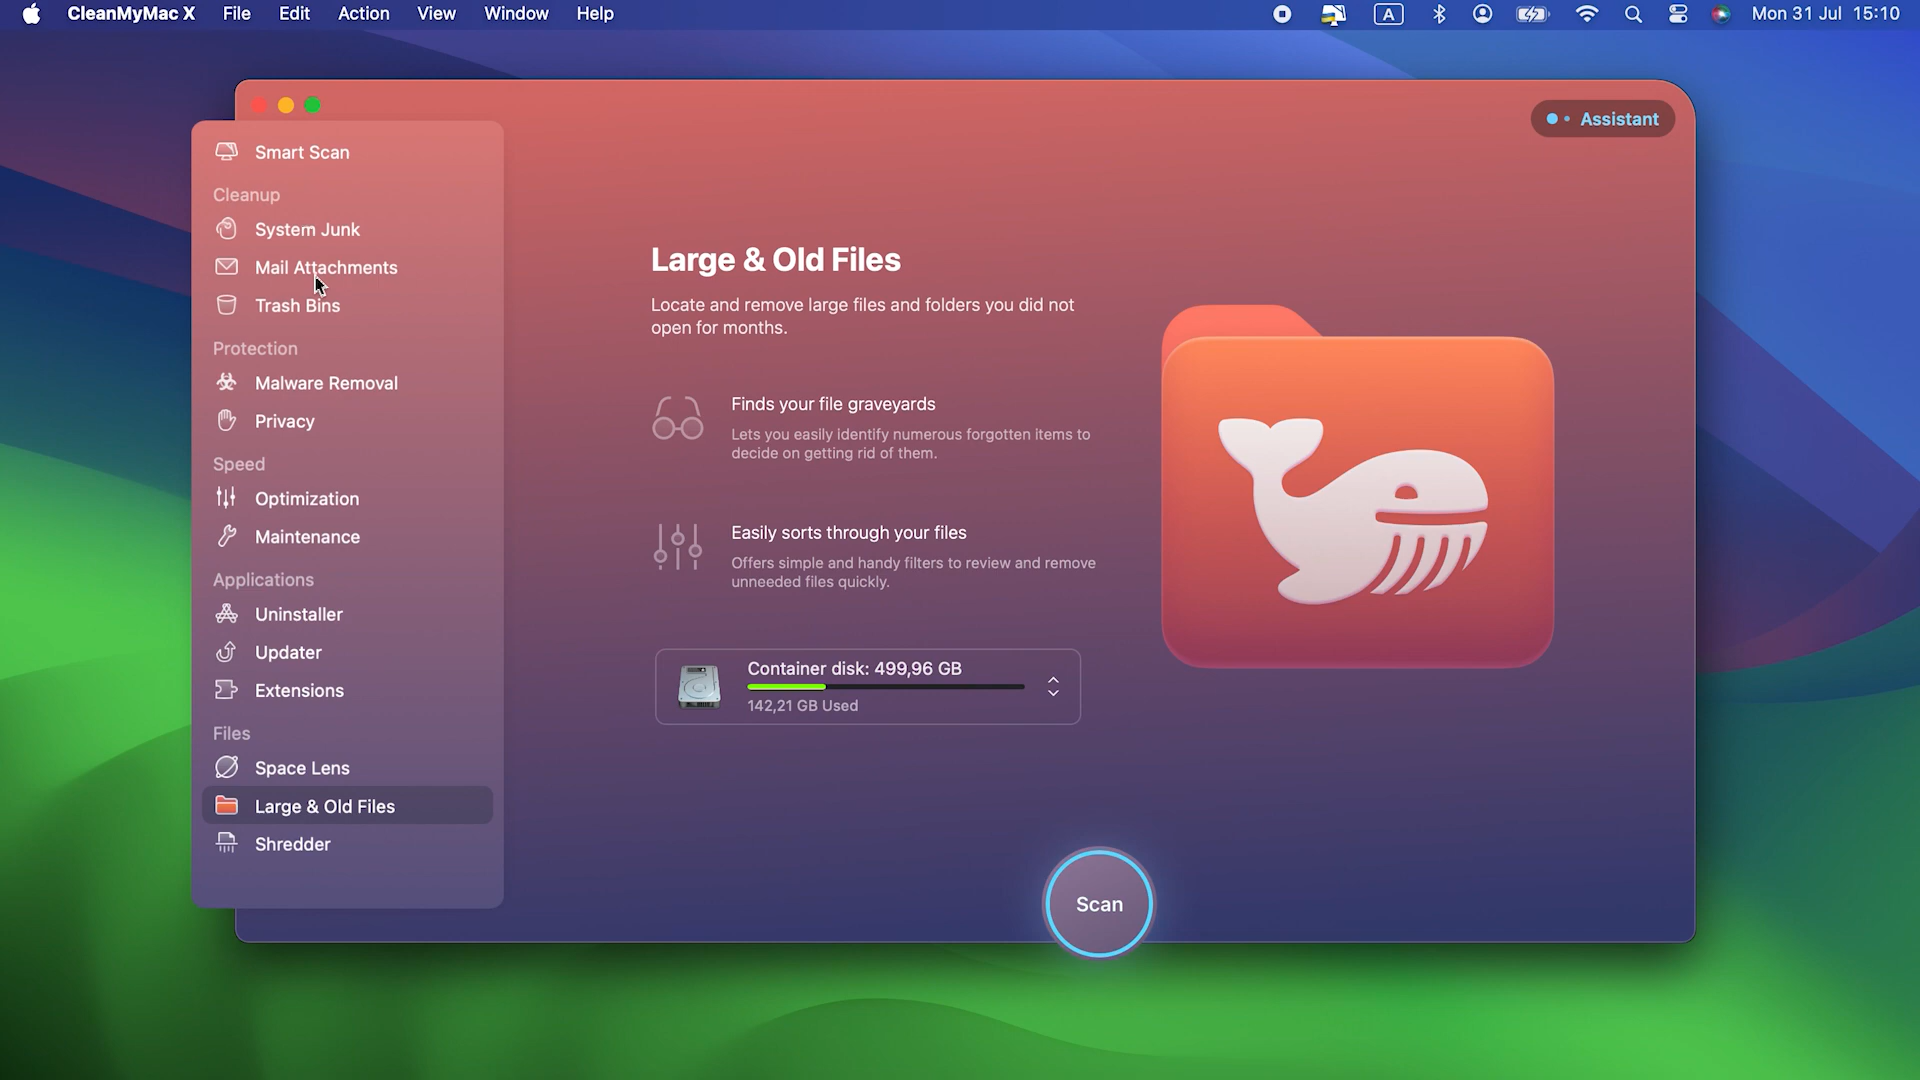 CleanMyMac X File Edit Action View Window Help A Mon 31 Jul 15:10
Assistant
Smart Scan
Cleanup
System Junk
Mail Attachments
Trash Bins
Protection
Malware Removal
Privacy
Speed
Optimization
Maintenance
Applications
Uninstaller
Updater
Extensions
Files
Space Lens
Large & Old Files
Shredder
Large & Old Files
Locate and remove large files and folders you did not
open for months.
Finds your file graveyards
Lets you easily identify numerous forgotten items to
decide on getting rid of them.
Easily sorts through your files
Offers simple and handy filters to review and remove
unneeded files quickly.
Container disk: 499,96 GB
142,21 GB Used
Scan